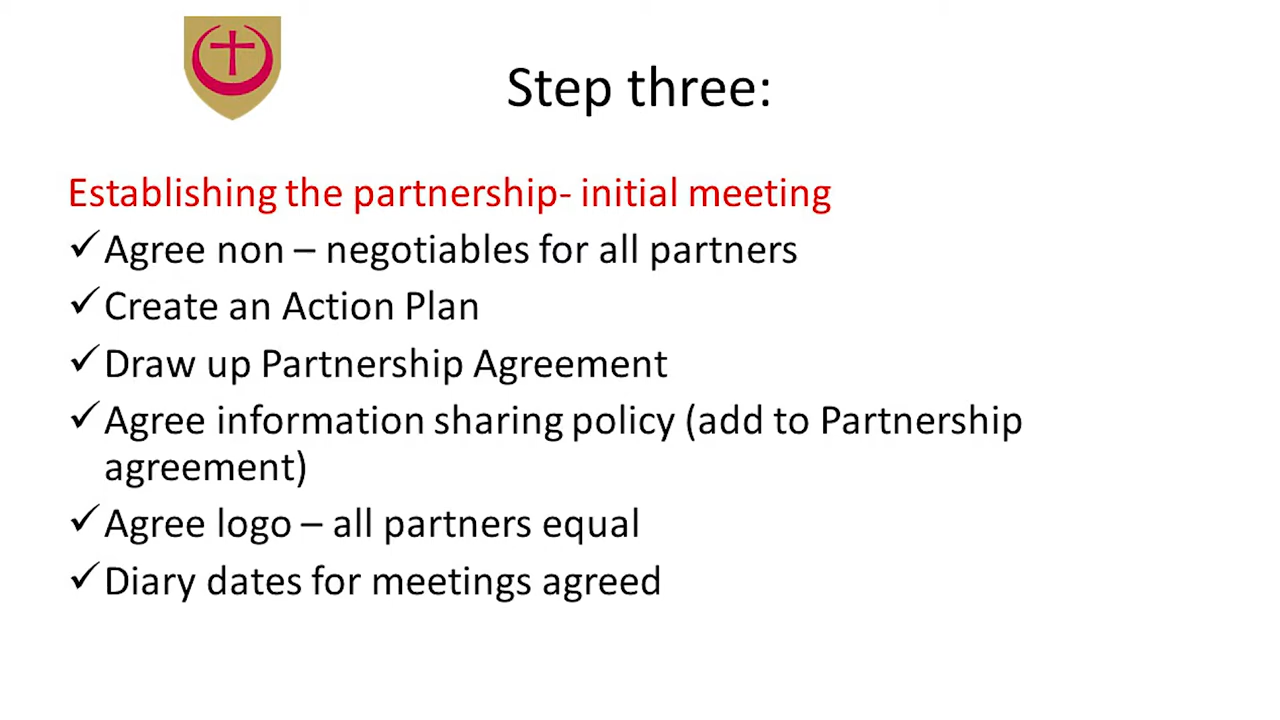 Step three:
Establishing the partnership- initial meeting
✓Agree non – negotiables for all partners
✓Create an Action Plan
✓Draw up Partnership Agreement
✓Agree information sharing policy (add to Partnership
agreement)
✓Agree logo – all partners equal
✓Diary dates for meetings agreed